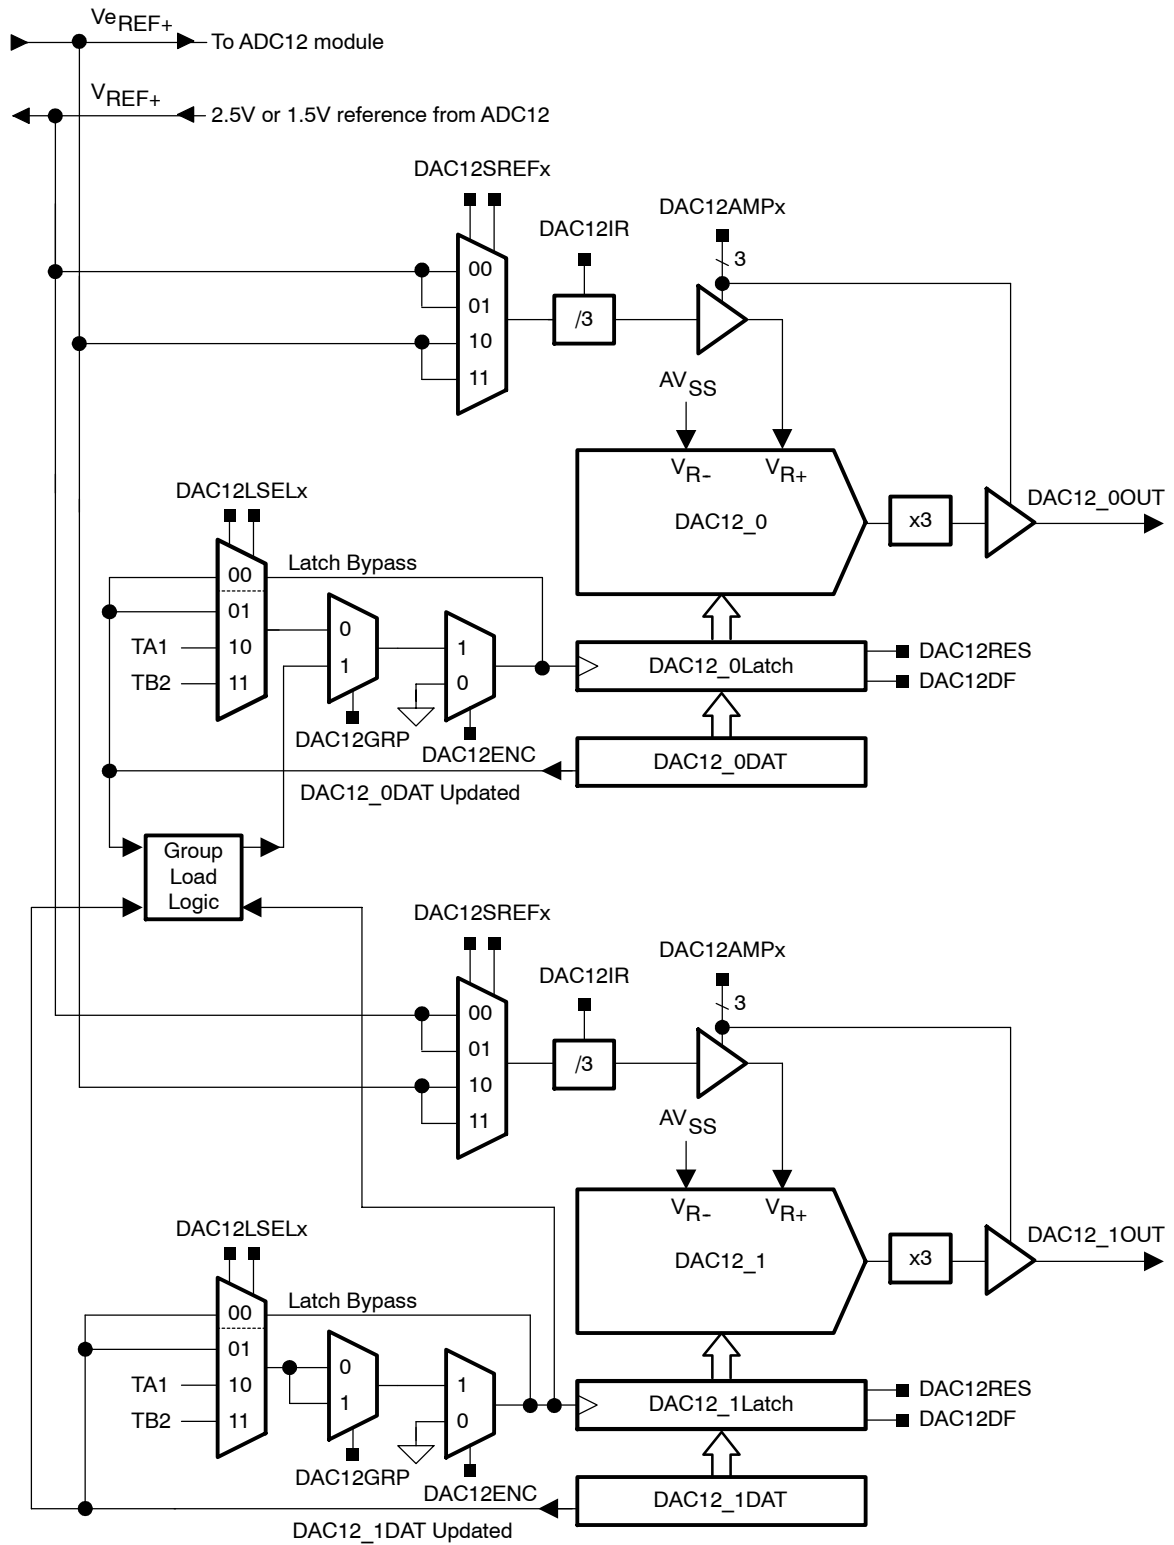 VeREF+
To ADC12 module
VREF+
2.5V or 1.5V reference from ADC12
DAC12SREFx
DAC12AMPx
DAC12IR
3
00
01
10
11
/3
AVSS
VR-
VR+
DAC12_0
x3
DAC12_0OUT
DAC12LSELx
Latch Bypass
00
01
TA1
10
TB2
11
0
1
1
0
DAC12GRP
DAC12ENC
DAC12_0Latch
DAC12RES
DAC12DF
DAC12_0DAT
DAC12_0DAT Updated
Group
Load
Logic
DAC12SREFx
DAC12AMPx
DAC12IR
3
00
01
10
11
/3
AVSS
VR-
VR+
DAC12_1
x3
DAC12_1OUT
DAC12LSELx
Latch Bypass
00
01
TA1
10
TB2
11
0
1
1
0
DAC12GRP
DAC12ENC
DAC12_1Latch
DAC12RES
DAC12DF
DAC12_1DAT
DAC12_1DAT Updated